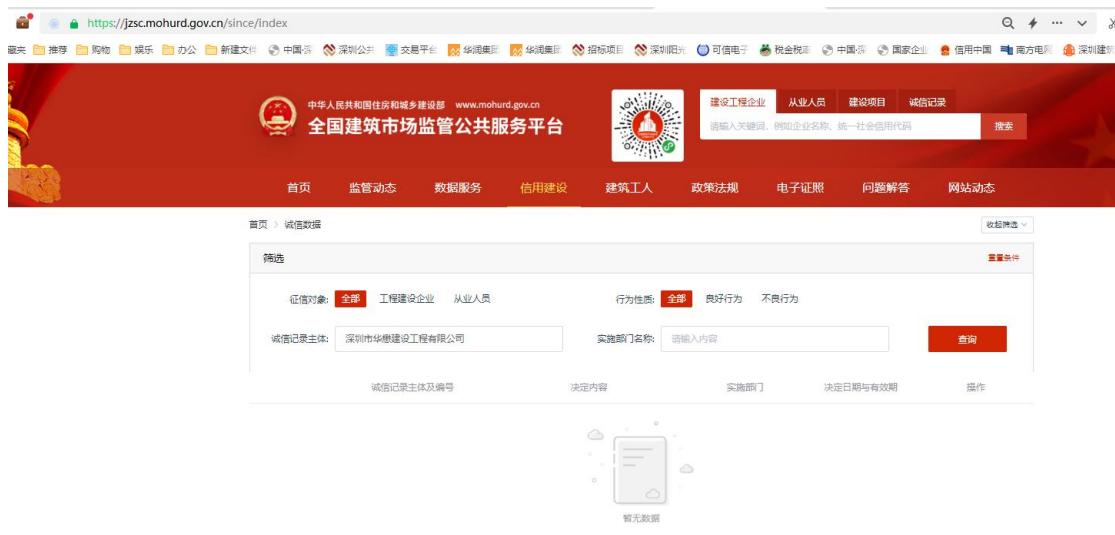 https://jzsc.mohurd.gov.cn/since/index
藏夹 推荐 购物 娱乐 办公 新建文件 中国·深 深圳公共 交易平台 华润集团 华润集团 招标项目 深圳阳光 可信电子 税金税 中国·深 国家企业 信用中国 南方电网 深圳建筑
中华人民共和国住房和城乡建设部 www.mohurd.gov.cn
全国建筑市场监管公共服务平台
建设工程企业 从业人员 建设项目 诚信记录
请输入关键词，例如企业名称、统一社会信用代码 搜索
首页 监管动态 数据服务 信用建设 建筑工人 政策法规 电子证照 问题解答 网站动态
首页 > 诚信数据 收起筛选
筛选 重置条件
征信对象: 全部 工程建设企业 从业人员 行为性质: 全部 良好行为 不良行为
诚信记录主体: 深圳市华懋建设工程有限公司 实施部门名称: 请输入内容 查询
诚信记录主体及编号 决定内容 实施部门 决定日期与有效期 操作
暂无数据